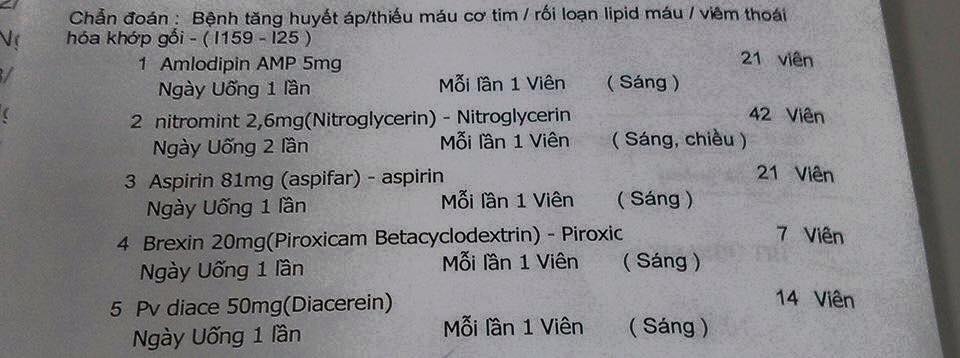 Chẩn đoán : Bệnh tăng huyết áp/thiếu máu cơ tim / rối loạn lipid máu / viêm thoái
hóa khớp gối - ( I159 - I25 )
1 Amlodipin AMP 5mg 21 viên
Ngày Uống 1 lần Mỗi lần 1 Viên ( Sáng )
2 nitromint 2,6mg(Nitroglycerin) - Nitroglycerin 42 Viên
Ngày Uống 2 lần Mỗi lần 1 Viên ( Sáng, chiều )
3 Aspirin 81mg (aspifar) - aspirin 21 Viên
Ngày Uống 1 lần Mỗi lần 1 Viên ( Sáng )
4 Brexin 20mg(Piroxicam Betacyclodextrin) - Piroxic 7 Viên
Ngày Uống 1 lần Mỗi lần 1 Viên ( Sáng )
5 Pv diace 50mg(Diacerein) 14 Viên
Ngày Uống 1 lần Mỗi lần 1 Viên ( Sáng )